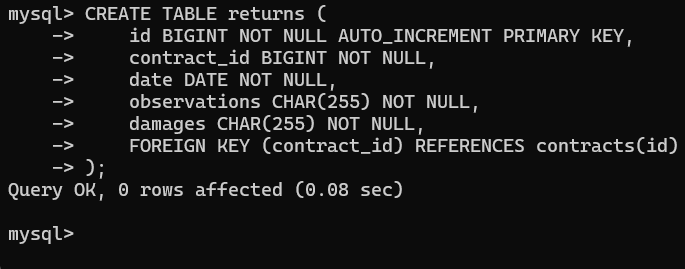 mysql> CREATE TABLE returns (
    ->     id BIGINT NOT NULL AUTO_INCREMENT PRIMARY KEY,
    ->     contract_id BIGINT NOT NULL,
    ->     date DATE NOT NULL,
    ->     observations CHAR(255) NOT NULL,
    ->     damages CHAR(255) NOT NULL,
    ->     FOREIGN KEY (contract_id) REFERENCES contracts(id)
    -> );
Query OK, 0 rows affected (0.08 sec)
mysql>